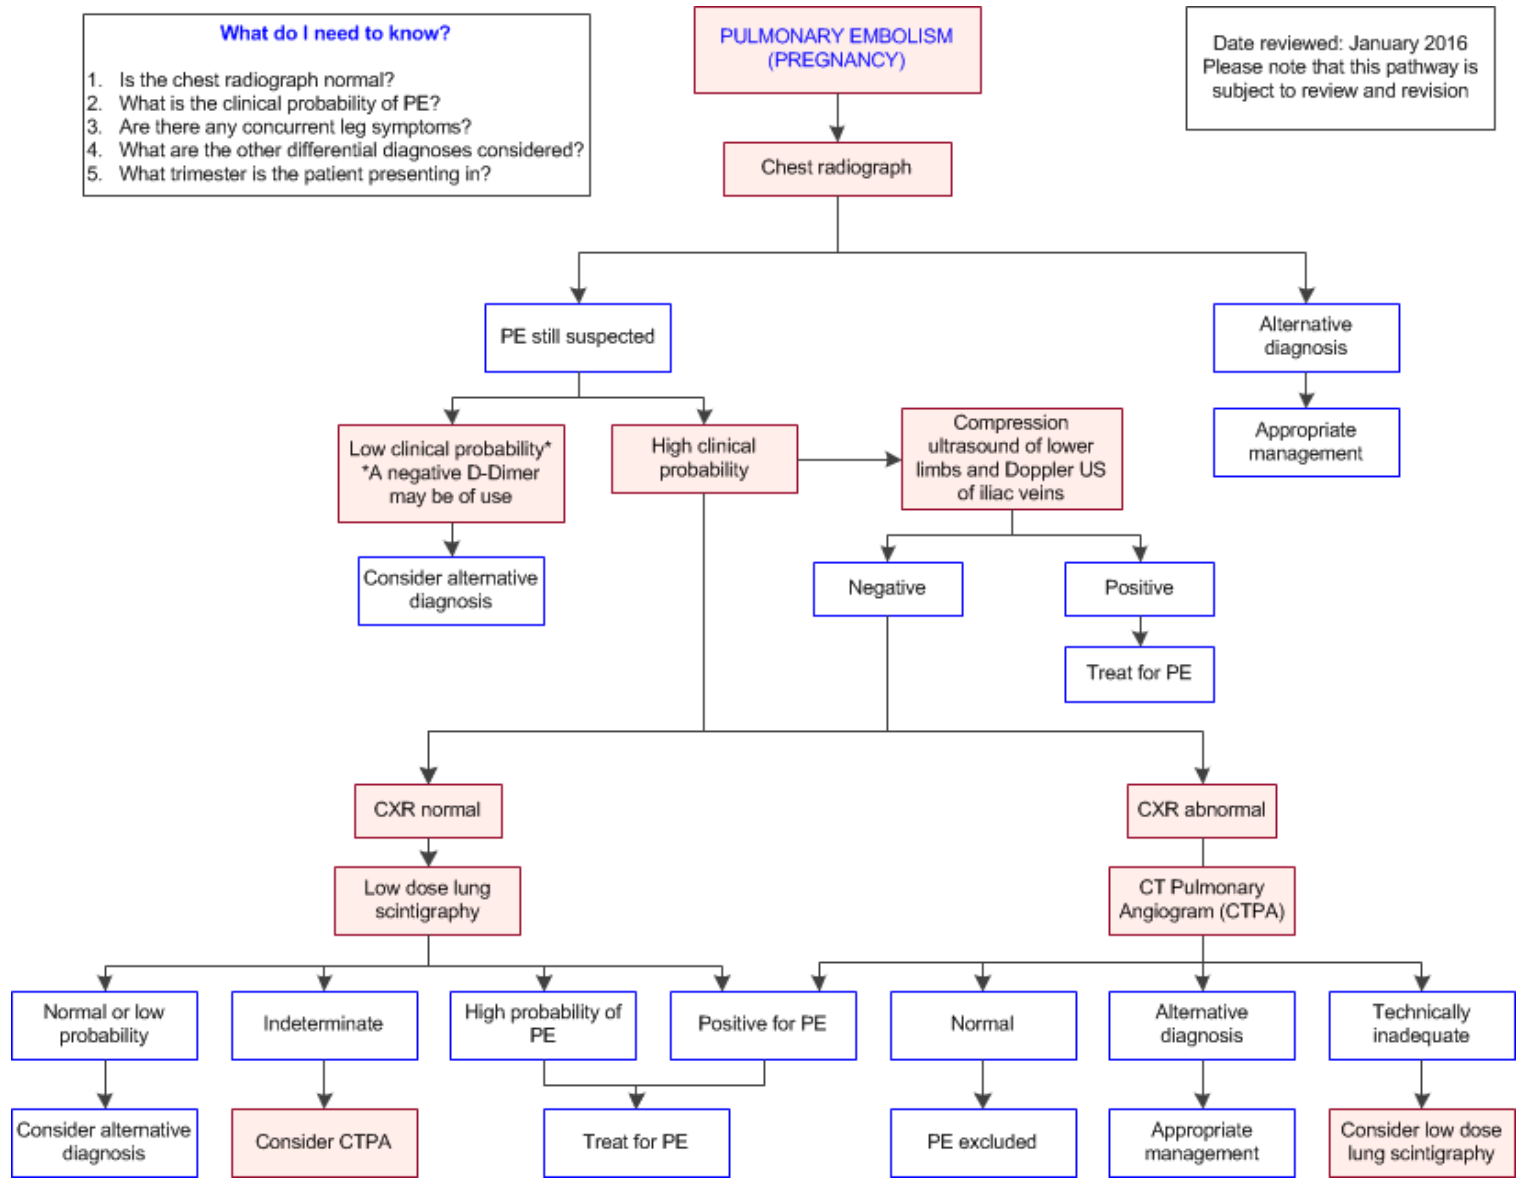 What do I need to know?
1. Is the chest radiograph normal?
2. What is the clinical probability of PE?
3. Are there any concurrent leg symptoms?
4. What are the other differential diagnoses considered?
5. What trimester is the patient presenting in?
PULMONARY EMBOLISM
(PREGNANCY)
Date reviewed: January 2016
Please note that this pathway is
subject to review and revision
Chest radiograph
PE still suspected
Alternative
diagnosis
Low clinical probability*
*A negative D-Dimer
may be of use
High clinical
probability
Compression
ultrasound of lower
limbs and Doppler US
of iliac veins
Appropriate
management
Consider alternative
diagnosis
Negative
Positive
Treat for PE
CXR normal
CXR abnormal
Low dose lung
scintigraphy
CT Pulmonary
Angiogram (CTPA)
Normal or low
probability
Indeterminate
High probability of
PE
Positive for PE
Normal
Alternative
diagnosis
Technically
inadequate
Consider alternative
diagnosis
Consider CTPA
Treat for PE
PE excluded
Appropriate
management
Consider low dose
lung scintigraphy